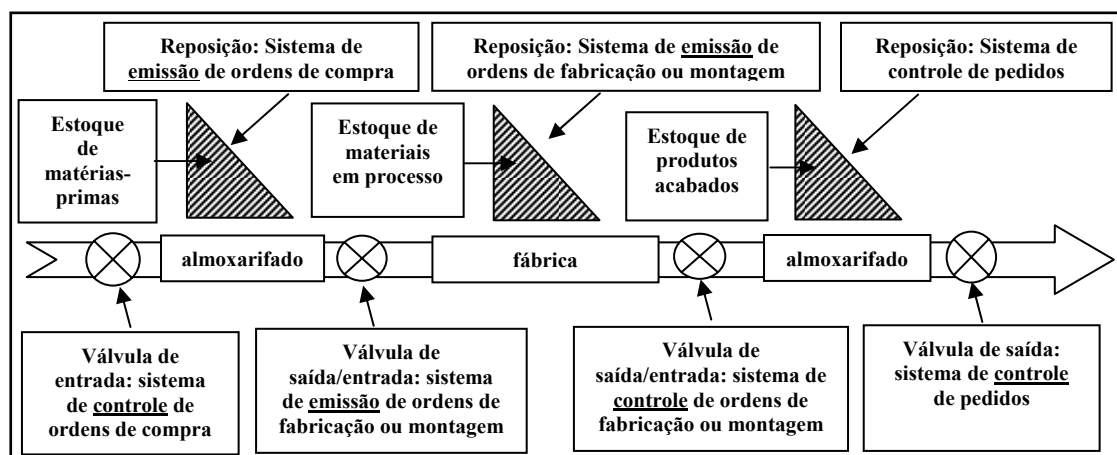 Reposição: Sistema de
emissão de ordens de compra
Reposição: Sistema de emissão de
ordens de fabricação ou montagem
Reposição: Sistema de
controle de pedidos
Estoque
de
matérias-
primas
Estoque de
materiais
em processo
Estoque de
produtos
acabados
almoxarifado
fábrica
almoxarifado
Válvula de
entrada: sistema
de controle de
ordens de compra
Válvula de
saída/entrada: sistema
de emissão de ordens de
fabricação ou montagem
Válvula de
saída/entrada: sistema de
controle de ordens de
fabricação ou montagem
Válvula de saída:
sistema de controle
de pedidos